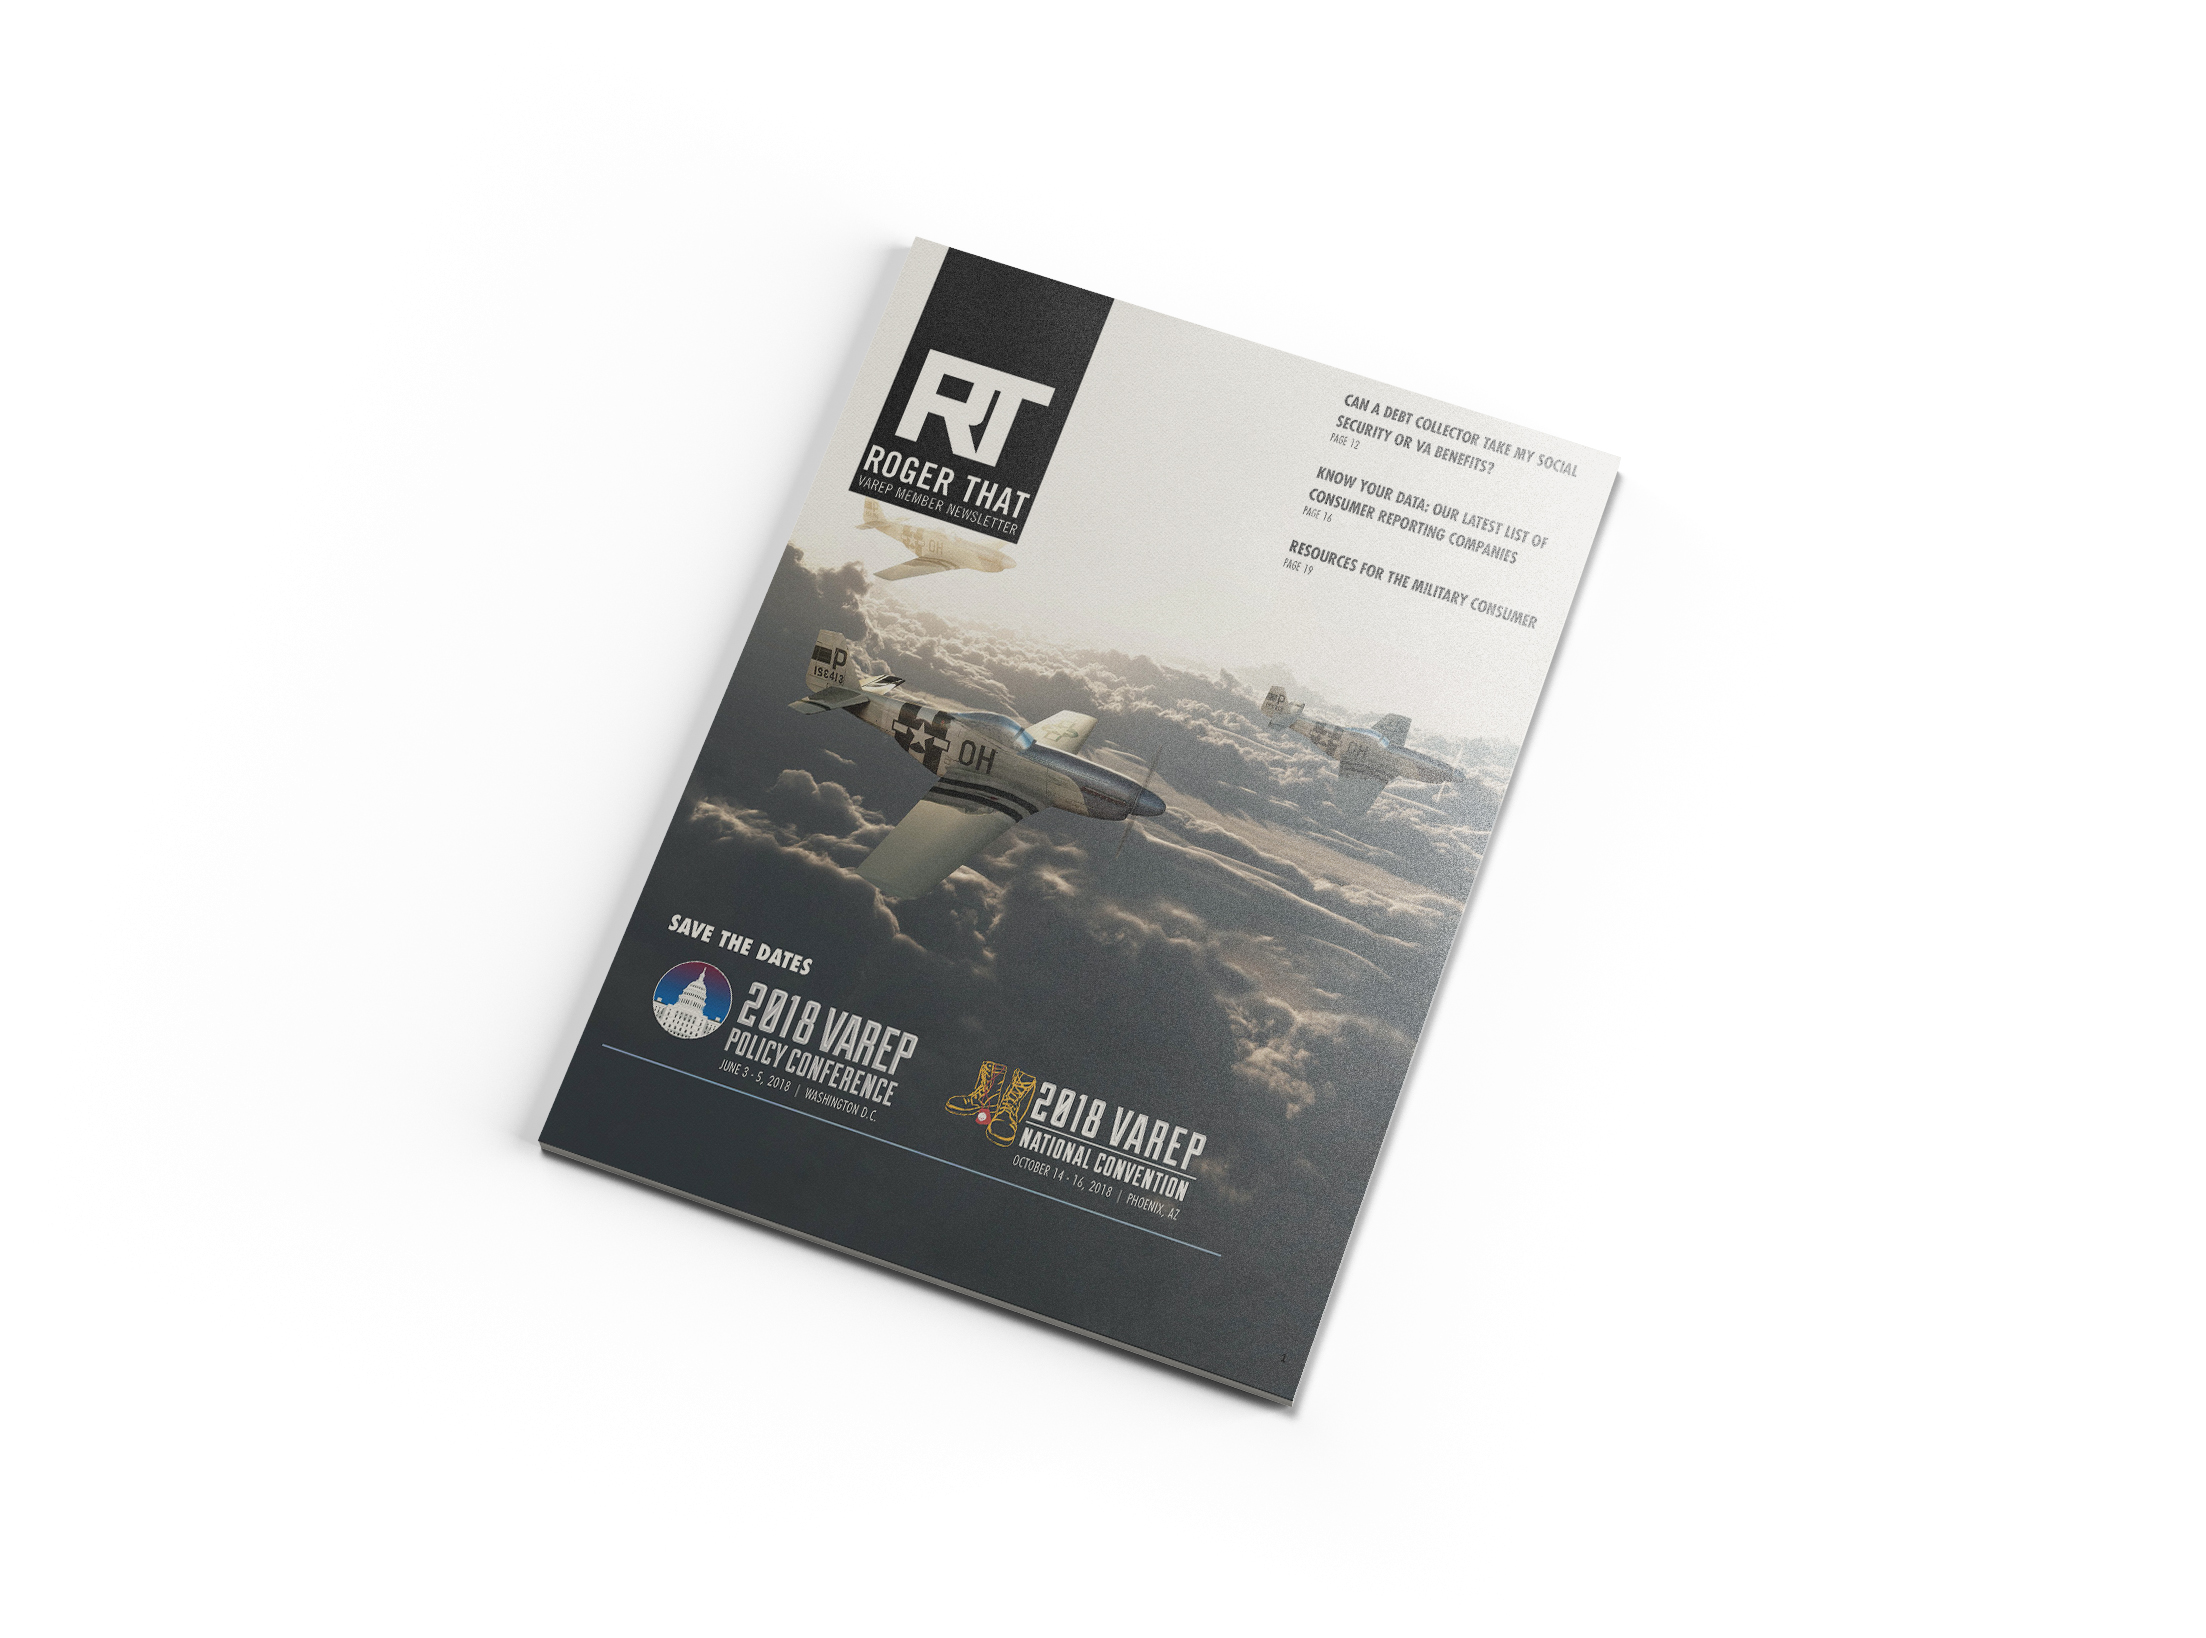 RT
ROGER THAT
VAREP MEMBER NEWSLETTER
CAN A DEBT COLLECTOR TAKE MY SOCIAL
SECURITY OR VA BENEFITS?
PAGE 12
KNOW YOUR DATA: OUR LATEST LIST OF
CONSUMER REPORTING COMPANIES
PAGE 16
RESOURCES FOR THE MILITARY CONSUMER
PAGE 19
P
OH
OH
P
OH
SAVE THE DATES
2018 VAREP
POLICY CONFERENCE
JUNE 3 - 5, 2018 | WASHINGTON D.C.
2018 VAREP
NATIONAL CONVENTION
OCTOBER 14 - 16, 2018 | PHOENIX, AZ